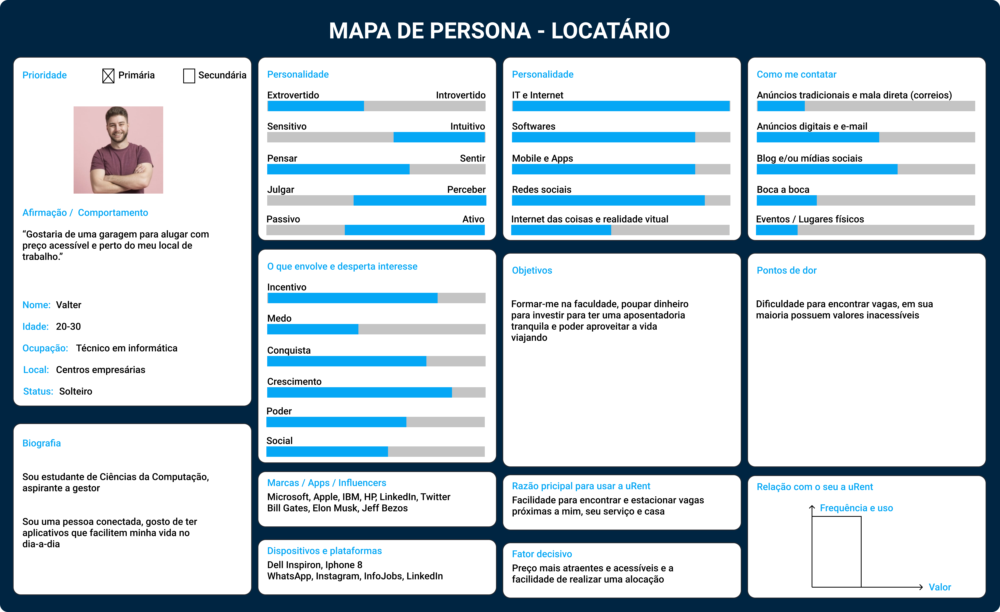 MAPA DE PERSONA - LOCATÁRIO
Prioridade
Primária
Secundária
Afirmação / Comportamento
“Gostaria de uma garagem para alugar com
preço acessível e perto do meu local de
trabalho.”
Nome: Valter
Idade: 20-30
Ocupação: Técnico em informática
Local: Centros empresárias
Status: Solteiro
Biografia
Sou estudante de Ciências da Computação,
aspirante a gestor
Sou uma pessoa conectada, gosto de ter
aplicativos que facilitem minha vida no
dia-a-dia
Personalidade
Extrovertido Introvertido
Sensitivo Intuitivo
Pensar Sentir
Julgar Perceber
Passivo Ativo
O que envolve e desperta interesse
Incentivo
Medo
Conquista
Crescimento
Poder
Social
Marcas / Apps / Influencers
Microsoft, Apple, IBM, HP, LinkedIn, Twitter
Bill Gates, Elon Musk, Jeff Bezos
Dispositivos e plataformas
Dell Inspiron, Iphone 8
WhatsApp, Instagram, InfoJobs, LinkedIn
Personalidade
IT e Internet
Softwares
Mobile e Apps
Redes sociais
Internet das coisas e realidade vitual
Objetivos
Formar-me na faculdade, poupar dinheiro
para investir para ter uma aposentadoria
tranquila e poder aproveitar a vida
viajando
Razão pricipal para usar a uRent
Facilidade para encontrar e estacionar vagas
próximas a mim, seu serviço e casa
Fator decisivo
Preço mais atraentes e acessíveis e a
facilidade de realizar uma alocação
Como me contatar
Anúncios tradicionais e mala direta (correios)
Anúncios digitais e e-mail
Blog e/ou mídias sociais
Boca a boca
Eventos / Lugares físicos
Pontos de dor
Dificuldade para encontrar vagas, em sua
maioria possuem valores inacessíveis
Relação com o seu a uRent
Frequência e uso
Valor